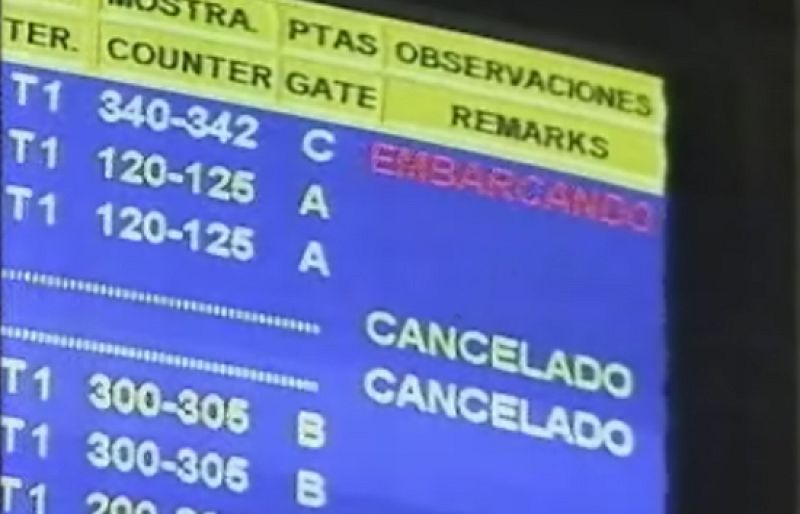 MOSTRA. PTAS OBSERVACIONES
TER. COUNTER GATE REMARKS
T1 340-342 C EMBARCANDO
T1 120-125 A
T1 120-125 A
CANCELADO
CANCELADO
T1 300-305 B
T1 300-305 B
T1